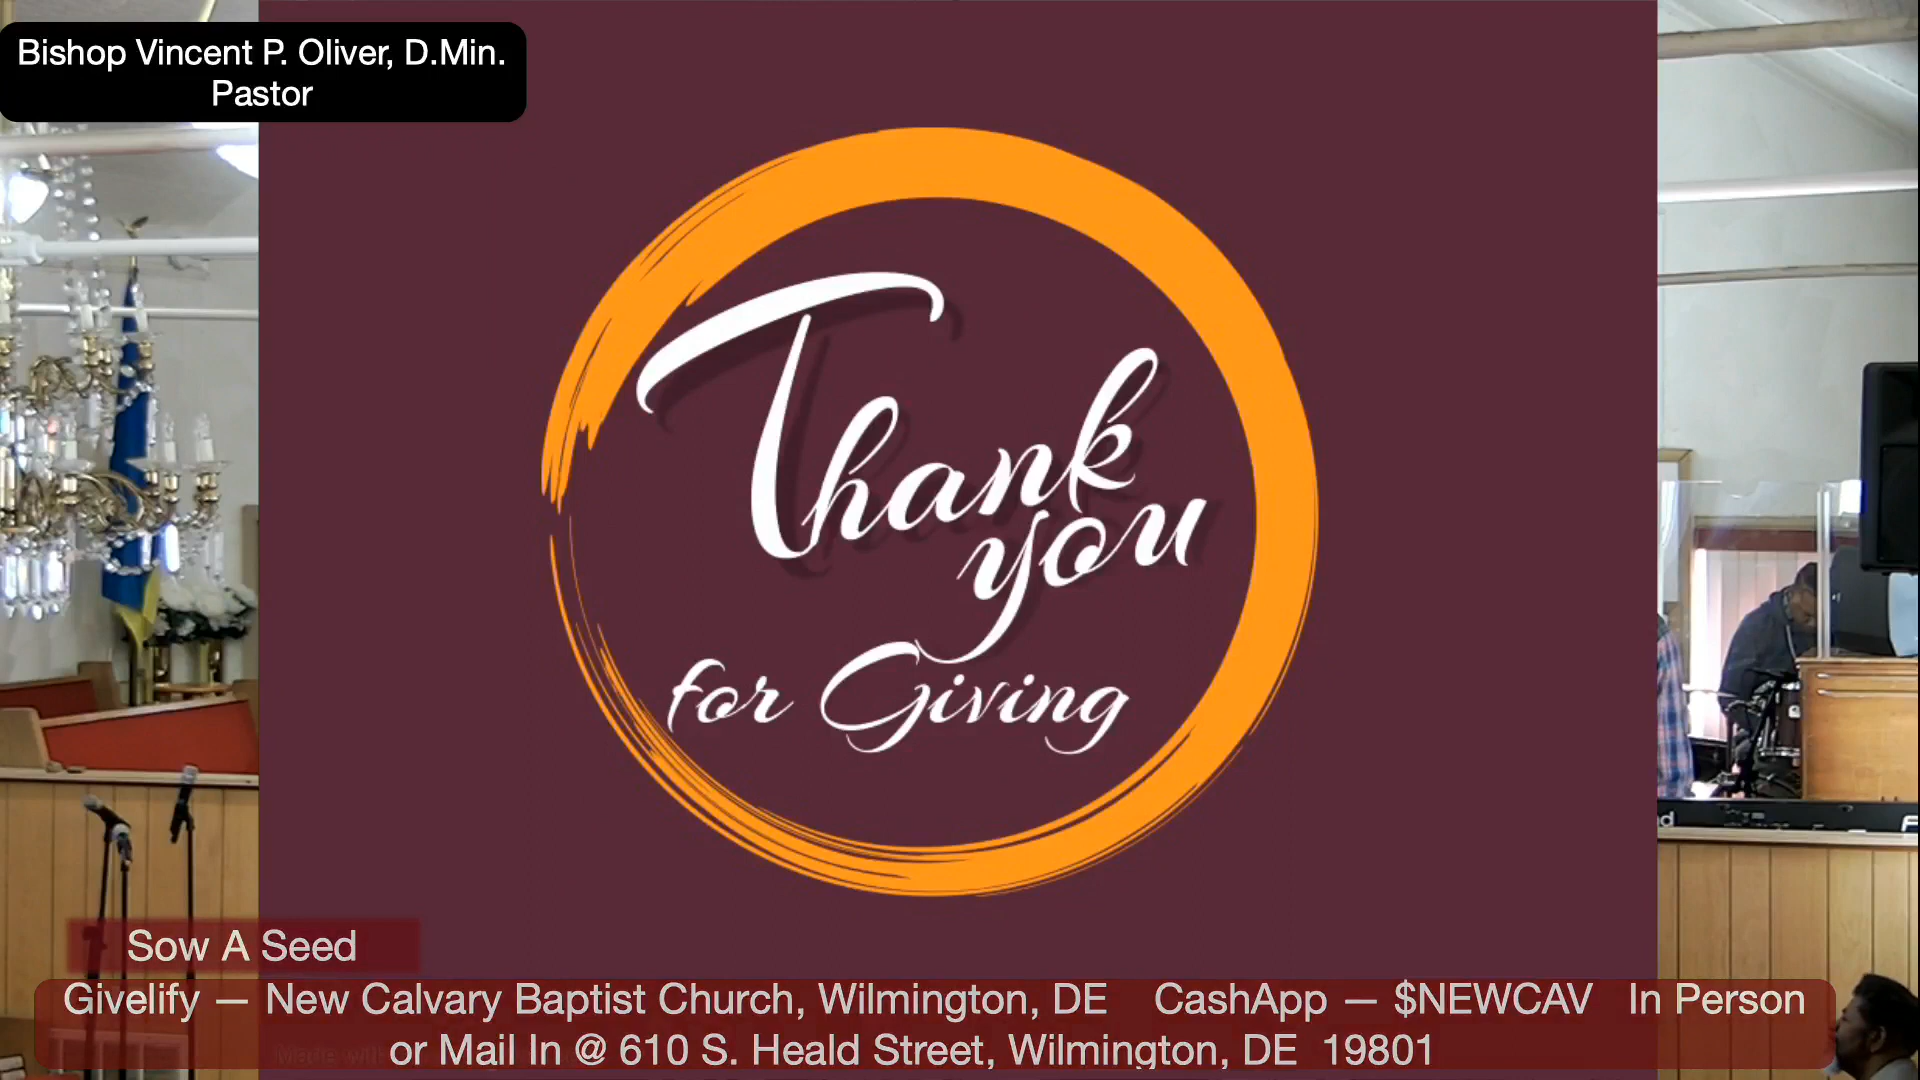 Bishop Vincent P. Oliver, D.Min.
Pastor
Thank
you
for Giving
Sow A Seed
Givelify — New Calvary Baptist Church, Wilmington, DE CashApp — $NEWCAV In Person
or Mail In @ 610 S. Heald Street, Wilmington, DE 19801